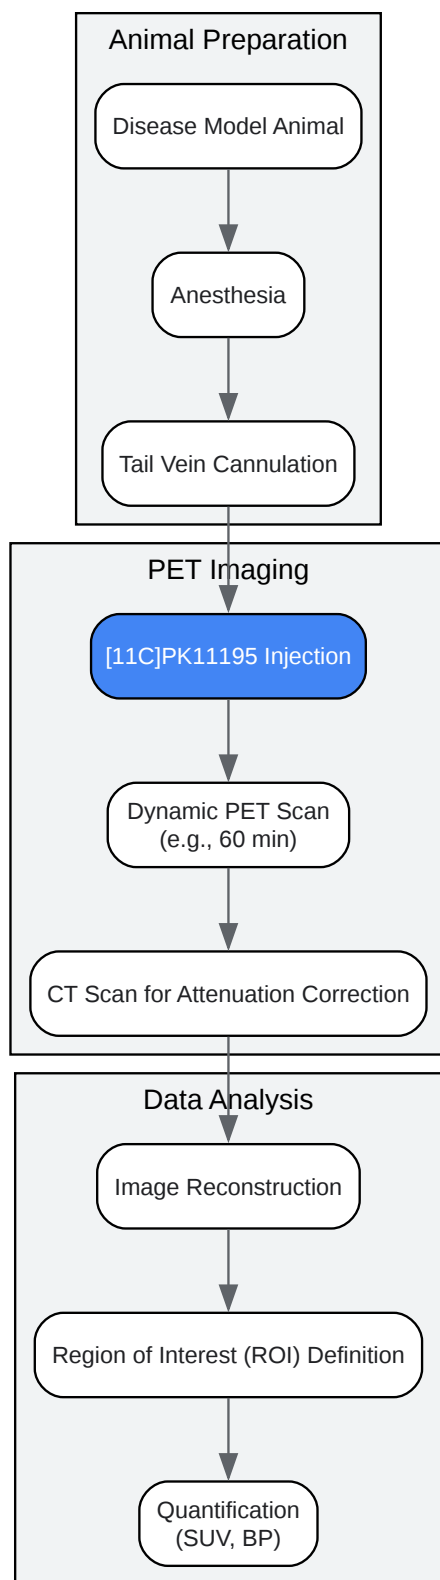 Animal Preparation
Disease Model Animal
Anesthesia
Tail Vein Cannulation
PET Imaging
[11C]PK11195 Injection
Dynamic PET Scan
(e.g., 60 min)
CT Scan for Attenuation Correction
Data Analysis
Image Reconstruction
Region of Interest (ROI) Definition
Quantification
(SUV, BP)